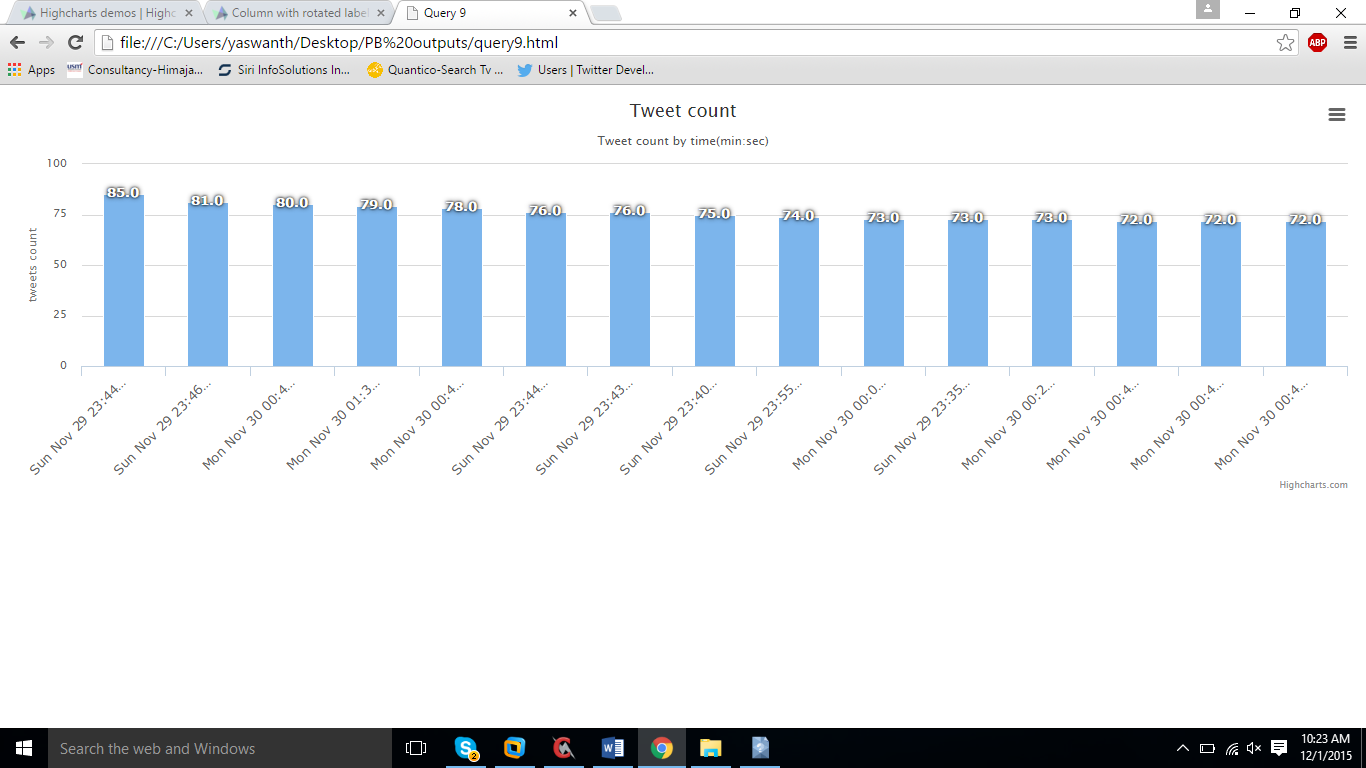 Highcharts demos | Highc
Column with rotated label
Query 9
file:///C:/Users/yaswanth/Desktop/PB%20outputs/query9.html
ABP
Apps
usmf
Consultancy-Himaja...
Siri InfoSolutions In...
Quantico-Search Tv ...
Users | Twitter Devel...
Tweet count
Tweet count by time(min:sec)
tweets count
100
75
50
25
0
85.0
81.0
80.0
79.0
78.0
76.0
76.0
75.0
74.0
73.0
73.0
73.0
72.0
72.0
72.0
Sun Nov 29 23:44...
Sun Nov 29 23:46...
Mon Nov 30 00:4...
Mon Nov 30 01:3...
Mon Nov 30 00:4...
Sun Nov 29 23:44...
Sun Nov 29 23:43...
Sun Nov 29 23:40...
Sun Nov 29 23:55...
Mon Nov 30 00:0...
Sun Nov 29 23:35...
Mon Nov 30 00:2...
Mon Nov 30 00:4...
Mon Nov 30 00:4...
Mon Nov 30 00:4...
Highcharts.com
Search the web and Windows
2
10:23 AM
12/1/2015